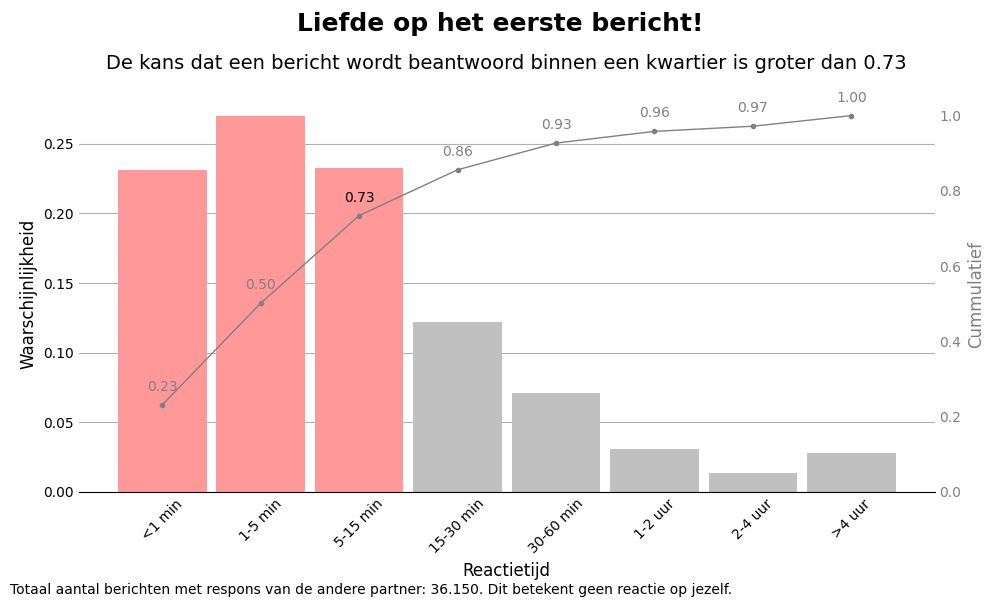 Liefde op het eerste bericht!
De kans dat een bericht wordt beantwoord binnen een kwartier is groter dan 0.73
Waarschijnlijkheid
0.25
0.20
0.15
0.10
0.05
0.00
0.23
0.50
0.73
0.86
0.93
0.96
0.97
1.00
1.0
0.8
0.6
0.4
0.2
0.0
Cummulatief
<1 min
1-5 min
5-15 min
15-30 min
30-60 min
1-2 uur
2-4 uur
>4 uur
Reactietijd
Totaal aantal berichten met respons van de andere partner: 36.150. Dit betekent geen reactie op jezelf.